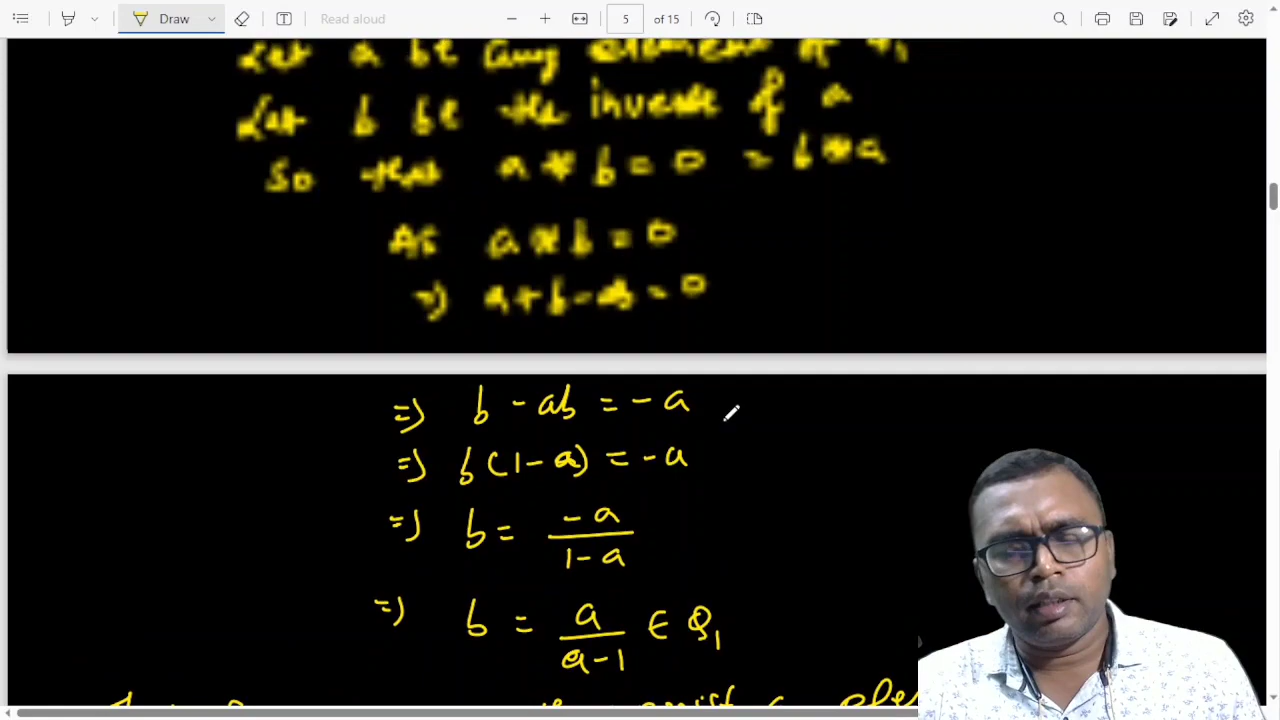 Draw
Read aloud
5 of 15
Let a be any element of Q1
Let b be the inverse of a
So that a * b = 0 = b * a
As a * b = 0
=) a + b - ab = 0
=) b - ab = - a
=) b (1 - a) = - a
=) b = -a / 1-a
=) b = a / a-1 ∈ Q1